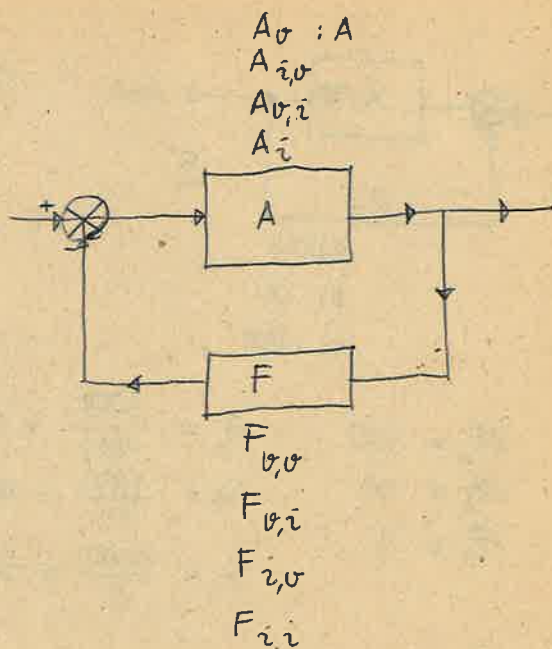 A_v : A
A_{i,v}
A_{v,i}
A_i
+
A
-
F
F_{v,v}
F_{v,i}
F_{i,v}
F_{i,i}